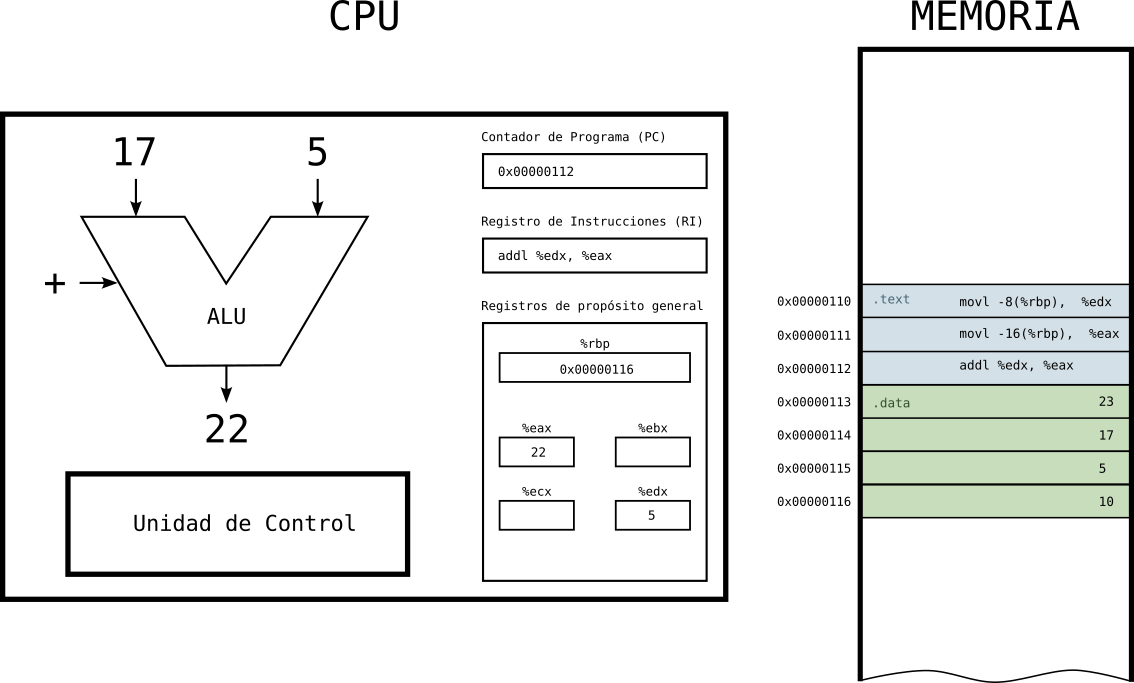 CPU
17
5
+
ALU
22
Unidad de Control
Contador de Programa (PC)
0x00000112
Registro de Instrucciones (RI)
addl %edx, %eax
Registros de propósito general
%rbp
0x00000116
%eax
%ebx
22
%ecx
%edx
5
MEMORIA
0x00000110 .text movl -8(%rbp), %edx
0x00000111 movl -16(%rbp), %eax
0x00000112 addl %edx, %eax
0x00000113 .data 23
0x00000114 17
0x00000115 5
0x00000116 10